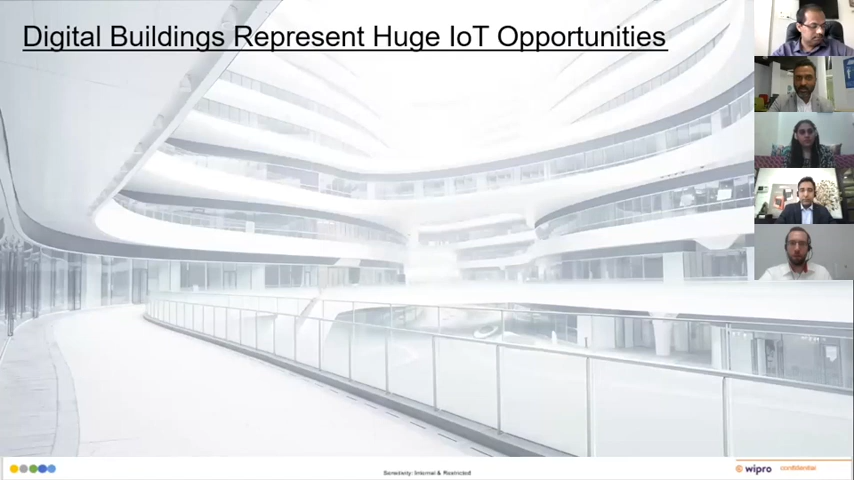 Digital Buildings Represent Huge IoT Opportunities
Sensitivity: Internal & Restricted
© wipro confidential